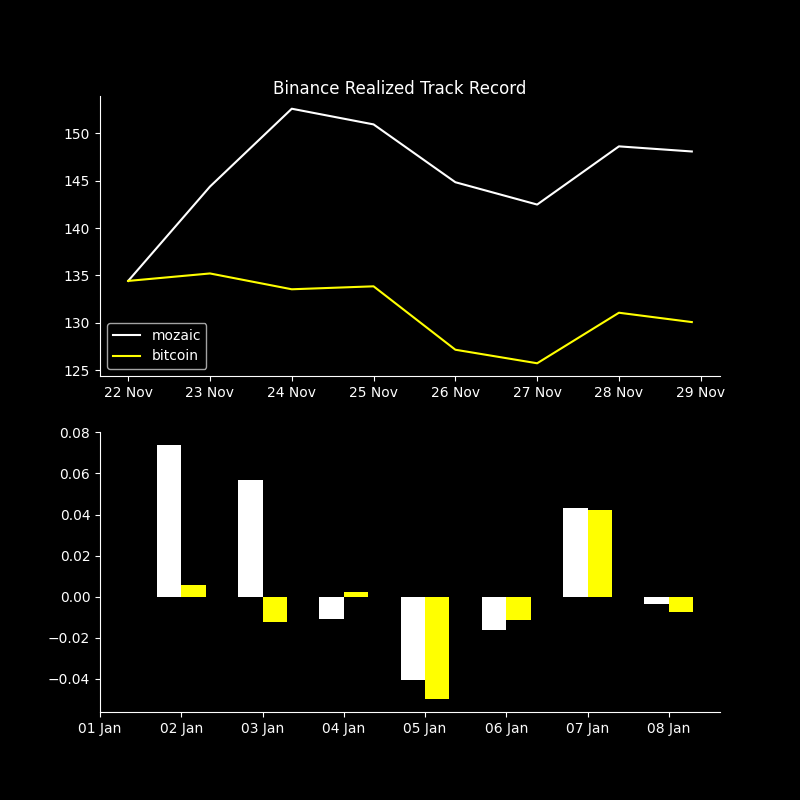 Binance Realized Track Record
150
145
140
135
130
125
mozaic
bitcoin
22 Nov 23 Nov 24 Nov 25 Nov 26 Nov 27 Nov 28 Nov 29 Nov
0.08
0.06
0.04
0.02
0.00
−0.02
−0.04
01 Jan 02 Jan 03 Jan 04 Jan 05 Jan 06 Jan 07 Jan 08 Jan